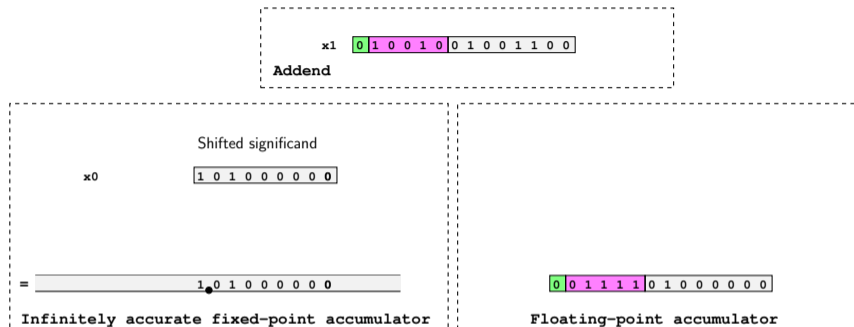 x1 0 1 0 0 1 0 0 1 0 0 1 1 0 0
Addend
Shifted significand
x0 1 0 1 0 0 0 0 0 0
= 1.0 1 0 0 0 0 0 0
0 0 1 1 1 1 0 1 0 0 0 0 0 0
Infinitely accurate fixed-point accumulator
Floating-point accumulator